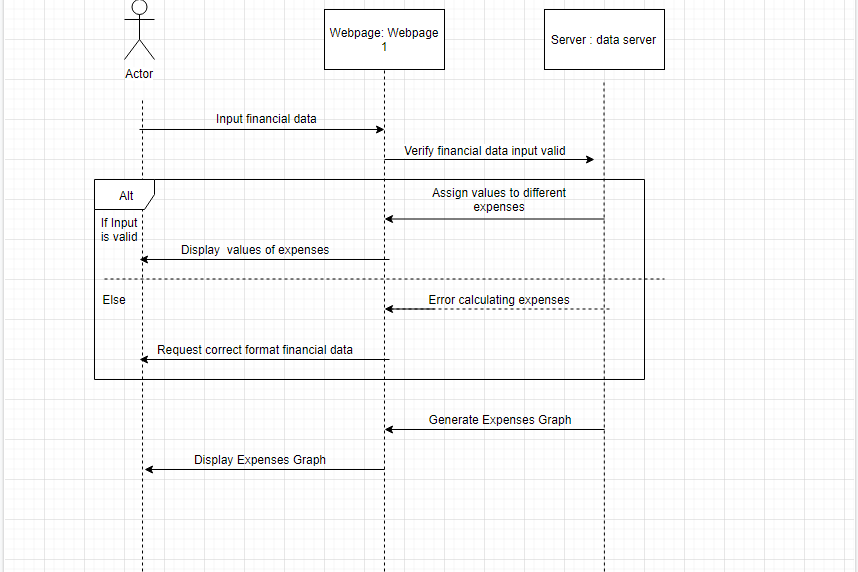 Webpage: Webpage
1
Server : data server
Actor
Input financial data
Verify financial data input valid
Alt
Assign values to different
expenses
If Input
is valid
Display  values of expenses
Else
Error calculating expenses
Request correct format financial data
Generate Expenses Graph
Display Expenses Graph